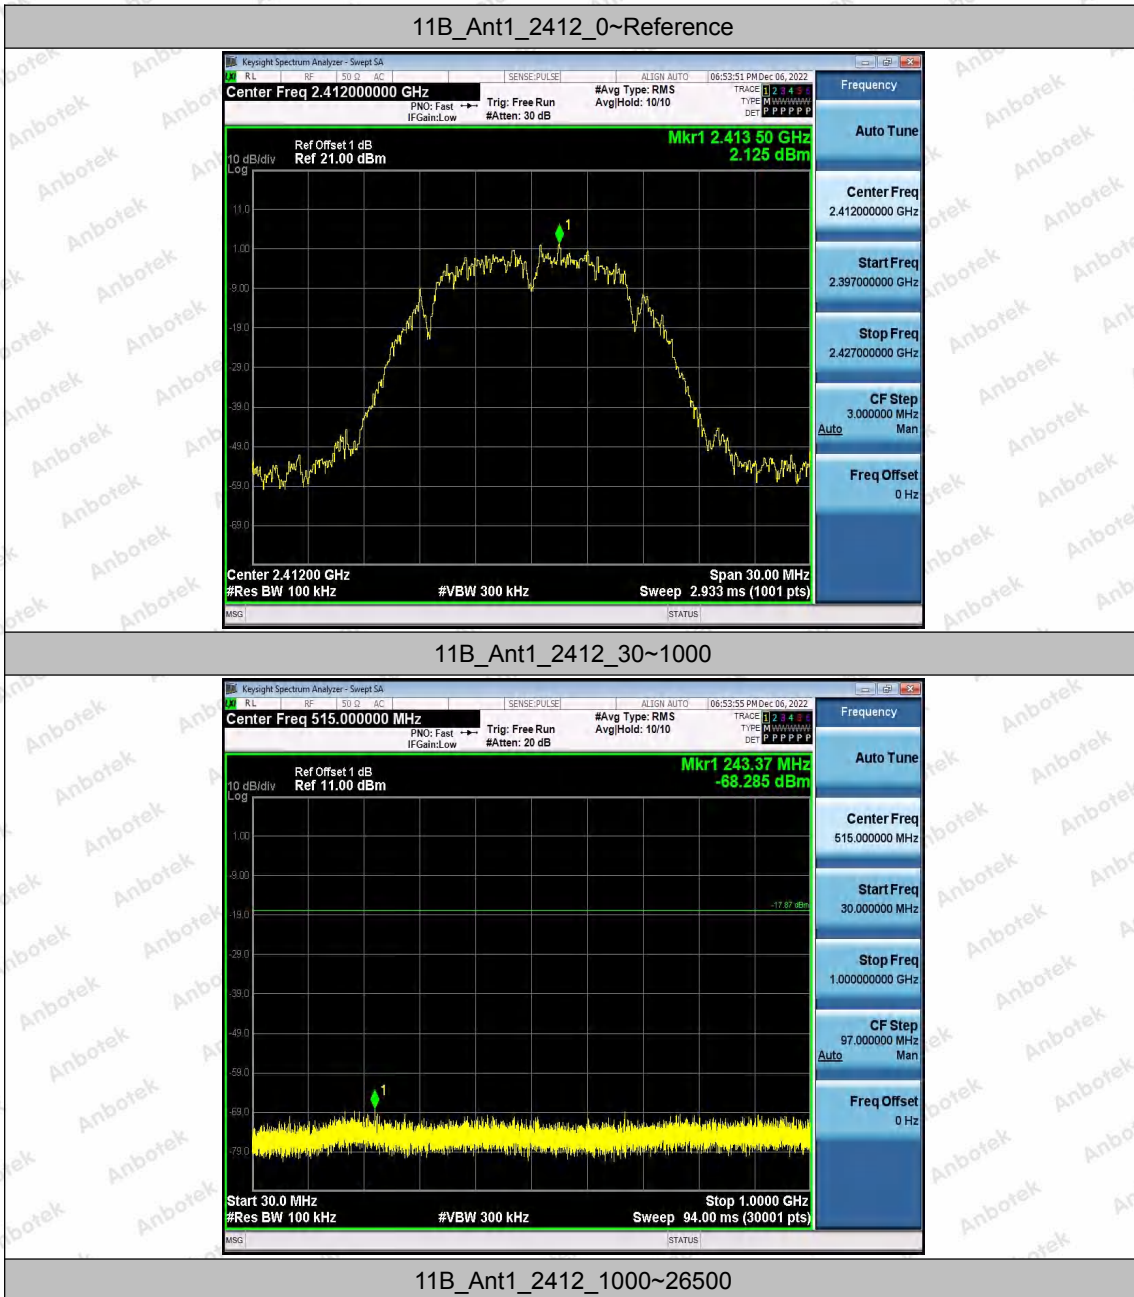 11B_Ant1_2412_0~Reference
Keysight Spectrum Analyzer - Swept SA
RL RF 50 Ω AC SENSE:PULSE ALIGN AUTO 06:53:51 PM Dec 06, 2022
Center Freq 2.412000000 GHz
PNO: Fast
IFGain:Low
Trig: Free Run
#Atten: 30 dB
#Avg Type: RMS
Avg|Hold: 10/10
TRACE 1 2 3 4 5 6
TYPE M WWWWW
DET P P P P P P
Frequency
Mkr1 2.413 50 GHz
2.125 dBm
Ref Offset 1 dB
10 dB/div Ref 21.00 dBm
Log
11.0
1.00
-9.00
-19.0
-29.0
-39.0
-49.0
-59.0
-69.0
1
Center 2.41200 GHz Span 30.00 MHz
#Res BW 100 kHz #VBW 300 kHz Sweep 2.933 ms (1001 pts)
Auto Tune
Center Freq
2.412000000 GHz
Start Freq
2.397000000 GHz
Stop Freq
2.427000000 GHz
CF Step
3.000000 MHz
Auto Man
Freq Offset
0 Hz
MSG STATUS
11B_Ant1_2412_30~1000
Keysight Spectrum Analyzer - Swept SA
RL RF 50 Ω AC SENSE:PULSE ALIGN AUTO 06:53:55 PM Dec 06, 2022
Center Freq 515.000000 MHz
PNO: Fast
IFGain:Low
Trig: Free Run
#Atten: 20 dB
#Avg Type: RMS
Avg|Hold: 10/10
TRACE 1 2 3 4 5 6
TYPE M WWWWW
DET P P P P P P
Frequency
Mkr1 243.37 MHz
-68.285 dBm
Ref Offset 1 dB
10 dB/div Ref 11.00 dBm
Log
1.00
-9.00
-17.87 dBm
-19.0
-29.0
-39.0
-49.0
-59.0
-69.0
-79.0
1
Start 30.0 MHz Stop 1.0000 GHz
#Res BW 100 kHz #VBW 300 kHz Sweep 94.00 ms (30001 pts)
Auto Tune
Center Freq
515.000000 MHz
Start Freq
30.000000 MHz
Stop Freq
1.000000000 GHz
CF Step
97.000000 MHz
Auto Man
Freq Offset
0 Hz
MSG STATUS
11B_Ant1_2412_1000~26500